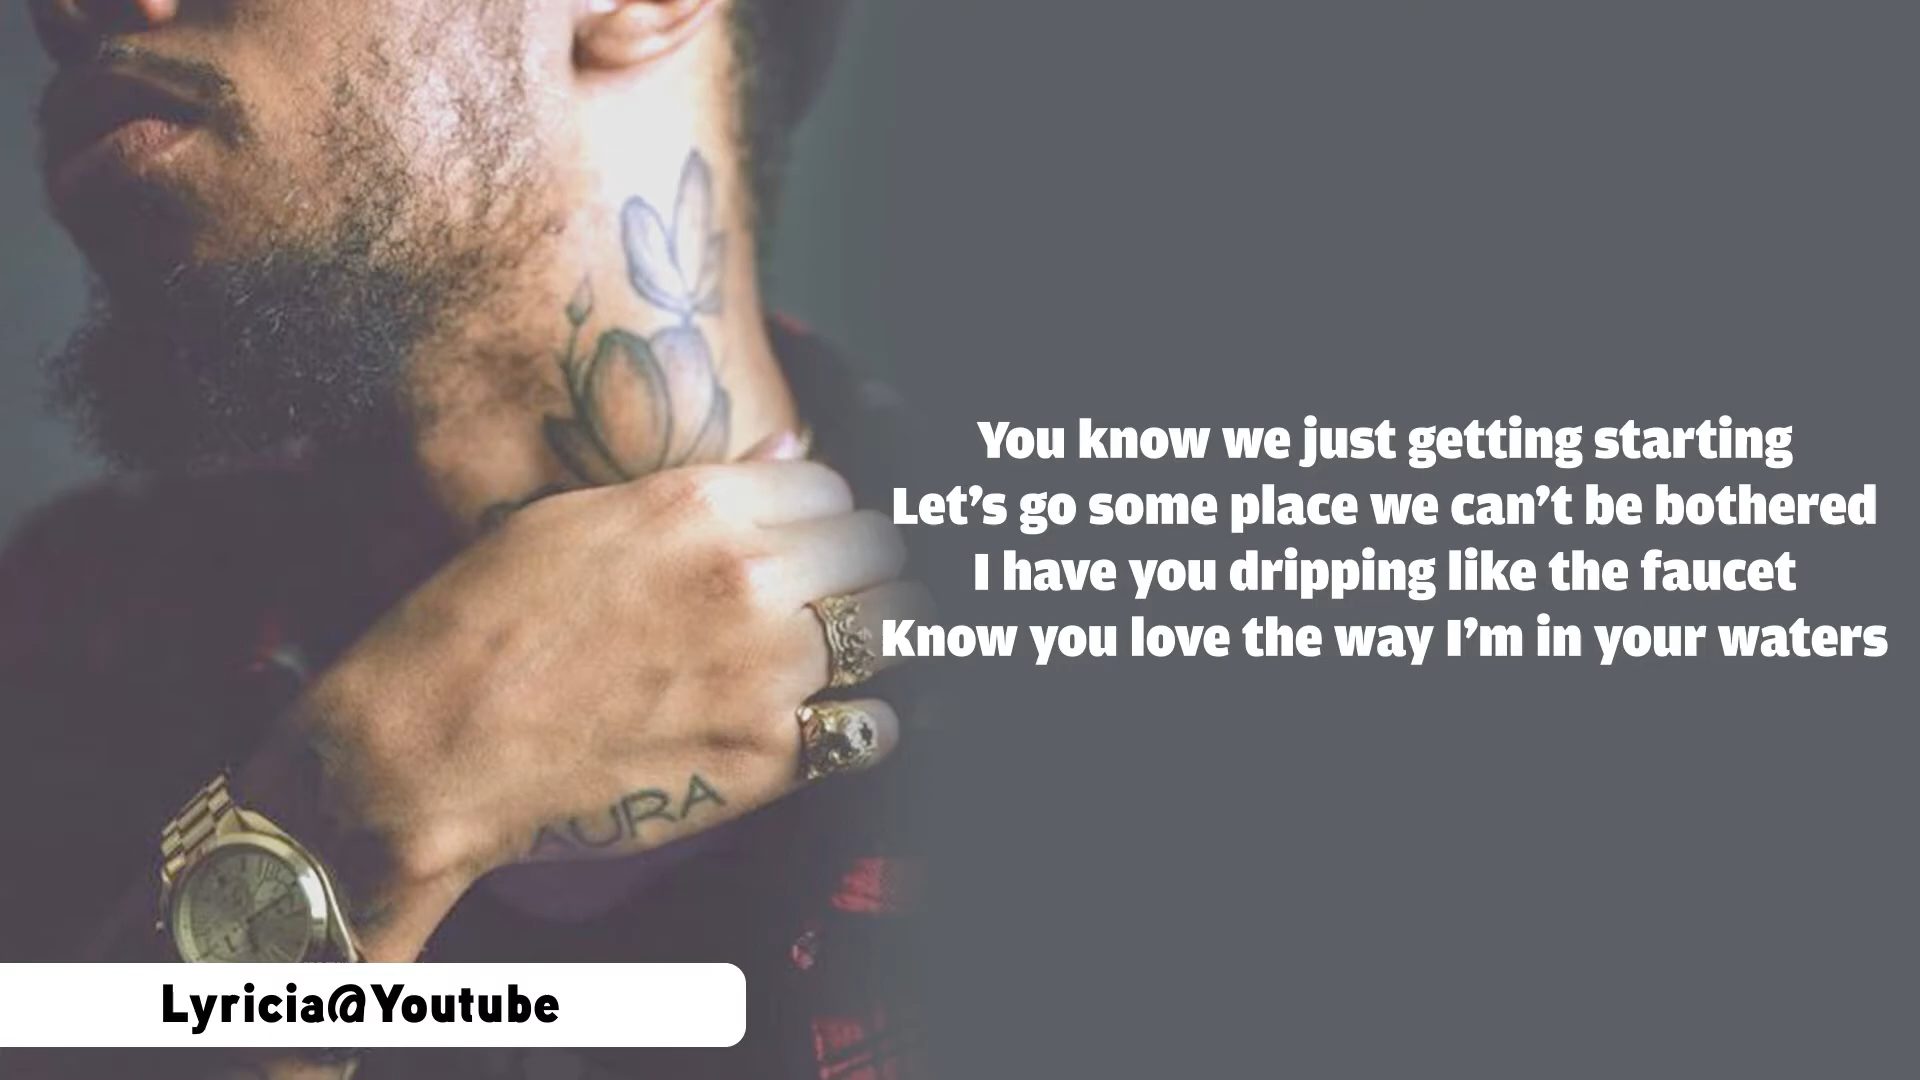 You know we just getting starting
Let's go some place we can't be bothered
I have you dripping like the faucet
Know you love the way I'm in your waters
AURA
Lyricia@Youtube